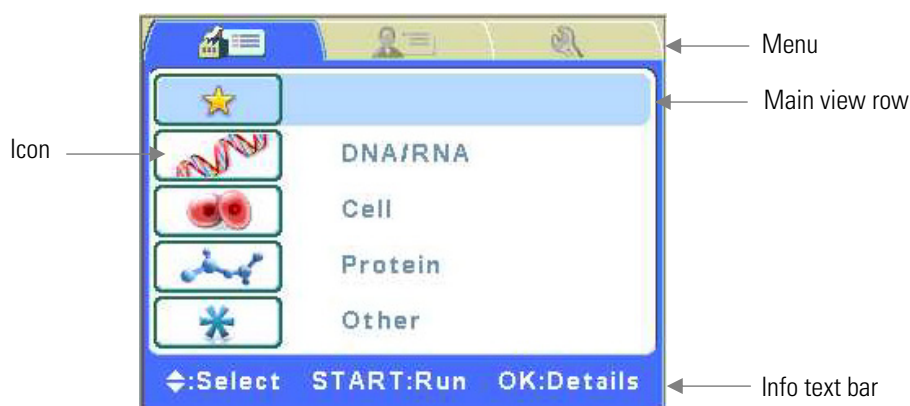 Menu
Main view row
Icon
DNA/RNA
Cell
Protein
Other
:Select START:Run OK:Details
Info text bar